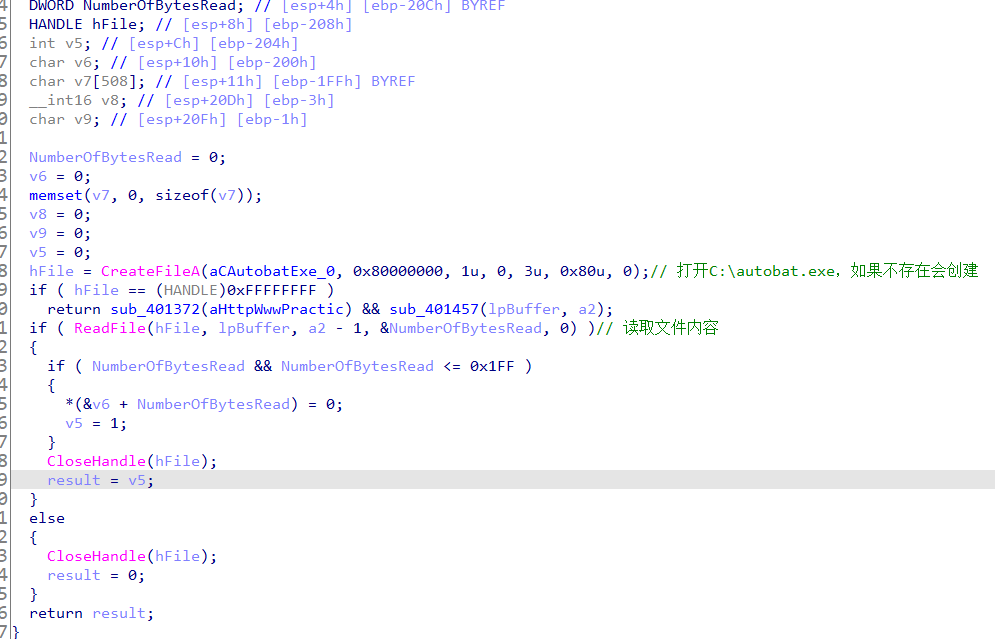 4 DWORD NumberOfBytesRead; // [esp+4h] [ebp-20Ch] BYREF
5 HANDLE hFile; // [esp+8h] [ebp-208h]
6 int v5; // [esp+Ch] [ebp-204h]
7 char v6; // [esp+10h] [ebp-200h]
8 char v7[508]; // [esp+11h] [ebp-1FFh] BYREF
9 __int16 v8; // [esp+20Dh] [ebp-3h]
0 char v9; // [esp+20Fh] [ebp-1h]
1
2 NumberOfBytesRead = 0;
3 v6 = 0;
4 memset(v7, 0, sizeof(v7));
5 v8 = 0;
6 v9 = 0;
7 v5 = 0;
8 hFile = CreateFileA(aCAutobatExe_0, 0x80000000, 1u, 0, 3u, 0x80u, 0);// 打开C:\autobat.exe，如果不存在会创建
9 if ( hFile == (HANDLE)0xFFFFFFFF )
0 return sub_401372(aHttpWwwPractic) && sub_401457(lpBuffer, a2);
1 if ( ReadFile(hFile, lpBuffer, a2 - 1, &NumberOfBytesRead, 0) )// 读取文件内容
2 {
3 if ( NumberOfBytesRead && NumberOfBytesRead <= 0x1FF )
4 {
5 *(&v6 + NumberOfBytesRead) = 0;
6 v5 = 1;
7 }
8 CloseHandle(hFile);
9 result = v5;
0 }
1 else
2 {
3 CloseHandle(hFile);
4 result = 0;
5 }
6 return result;
7 }